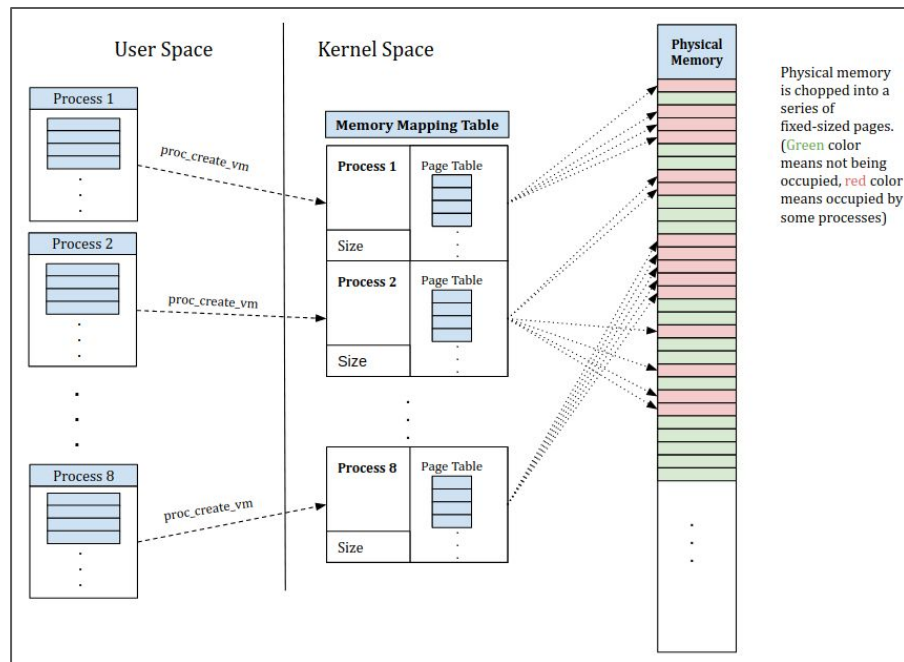 User Space
Kernel Space
Physical
Memory
Physical memory
is chopped into a
series of
fixed-sized pages.
(Green color
means not being
occupied, red color
means occupied by
some processes)
Process 1
proc_create_vm
Memory Mapping Table
Process 1
Page Table
Size
Process 2
proc_create_vm
Process 2
Page Table
Size
Process 8
proc_create_vm
Process 8
Page Table
Size